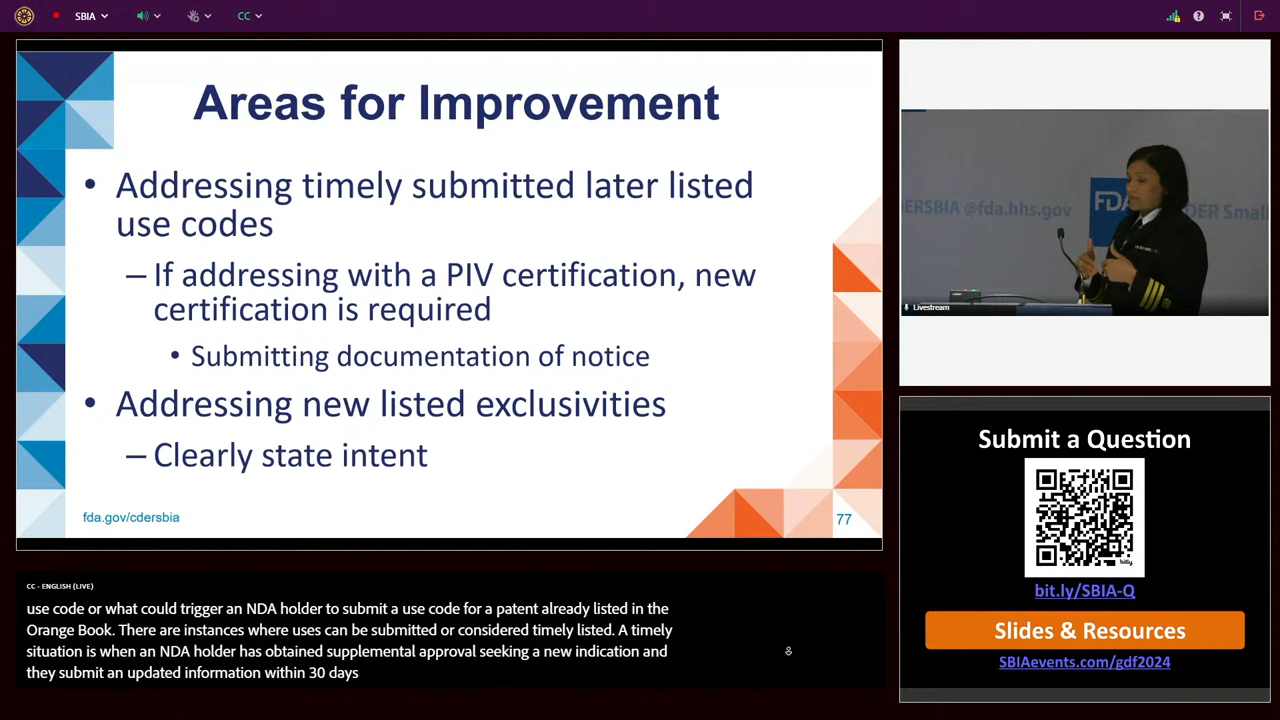 SBIA
CC
Areas for Improvement
• Addressing timely submitted later listed
use codes
– If addressing with a PIV certification, new
certification is required
• Submitting documentation of notice
• Addressing new listed exclusivities
– Clearly state intent
fda.gov/cdersbia
77
DERSBIA @fda.hhs.gov
FDA
DER Small
Livestream
Submit a Question
bitly
bit.ly/SBIA-Q
Slides & Resources
SBIAevents.com/gdf2024
CC - ENGLISH (LIVE)
use code or what could trigger an NDA holder to submit a use code for a patent already listed in the
Orange Book. There are instances where uses can be submitted or considered timely listed. A timely
situation is when an NDA holder has obtained supplemental approval seeking a new indication and
they submit an updated information within 30 days